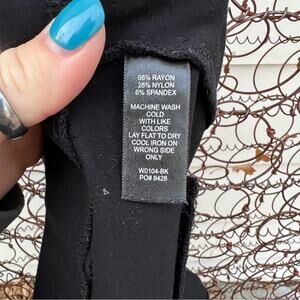 66% RAYON
28% NYLON
6% SPANDEX
MACHINE WASH
COLD
WITH LIKE
COLORS
LAY FLAT TO DRY
COOL IRON ON
WRONG SIDE
ONLY
W0104-BK
PO# 8428